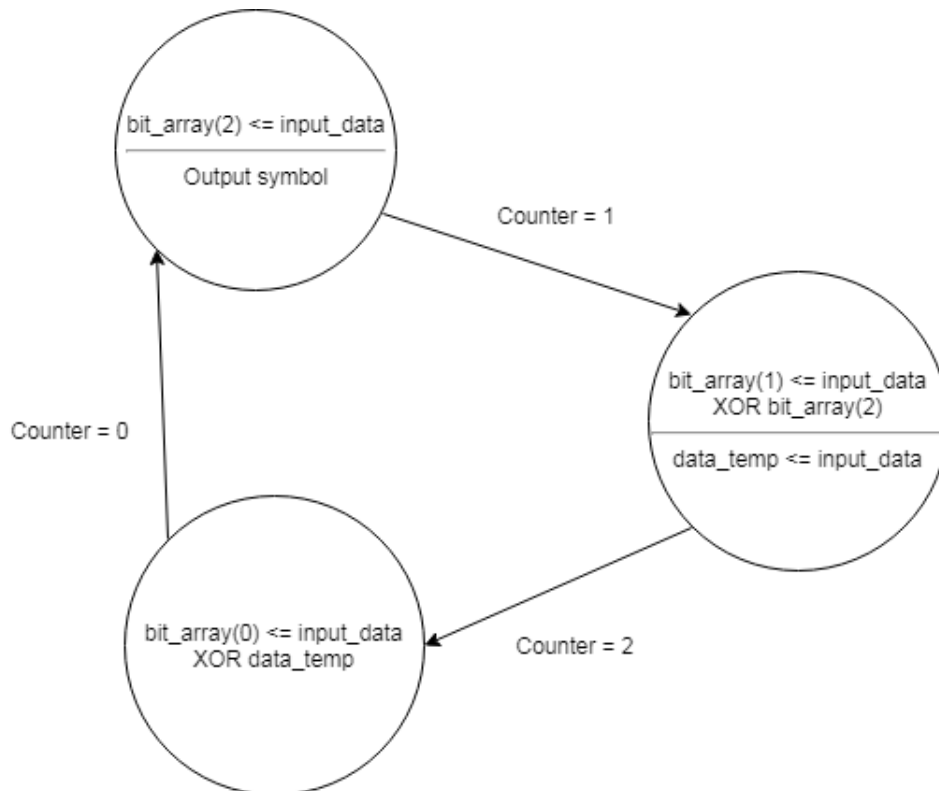 bit_array(2) <= input_data
Output symbol
Counter = 1
bit_array(1) <= input_data
XOR bit_array(2)
data_temp <= input_data
Counter = 0
bit_array(0) <= input_data
XOR data_temp
Counter = 2